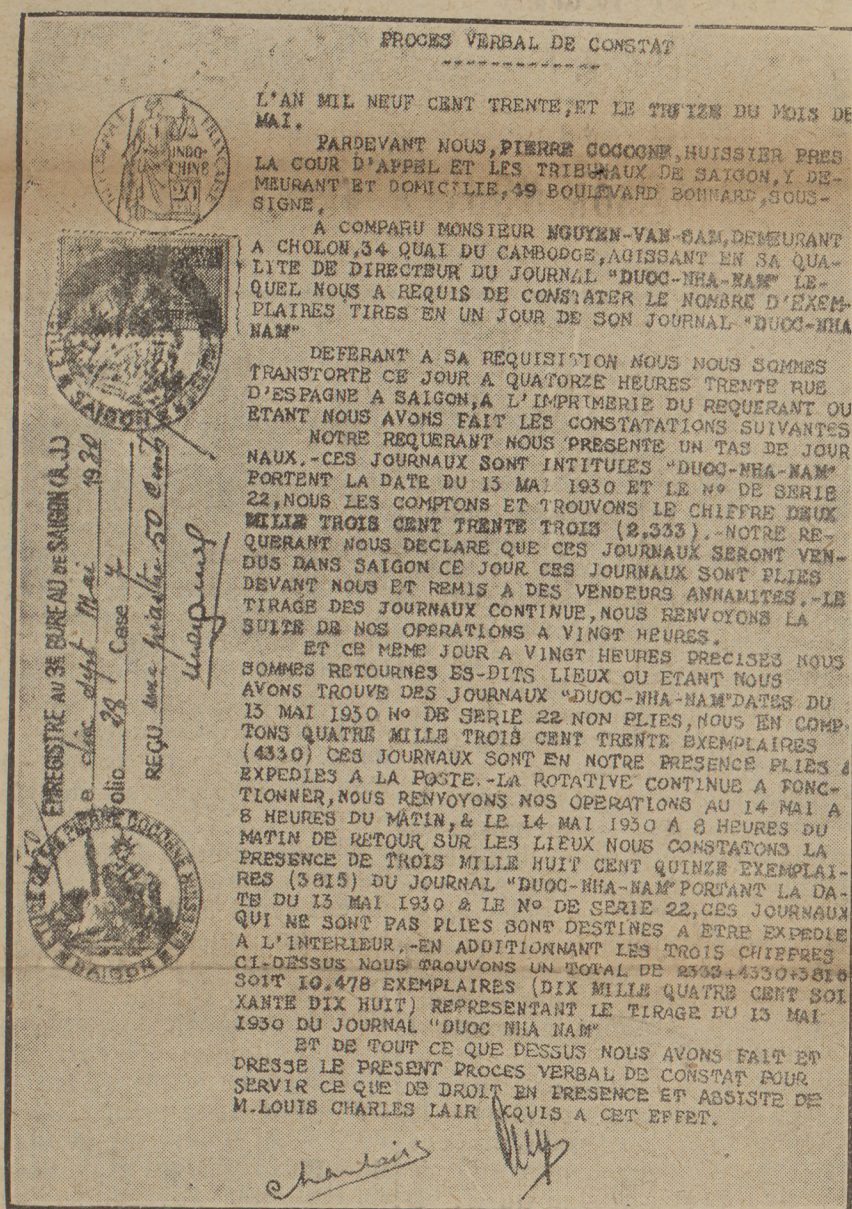 PROCES VERBAL DE CONSTAT
L'AN MIL NEUF CENT TRENTE, ET LE TREIZE DU MOIS DE
MAI.
PARDEVANT NOUS, PIERRE COCOGNE, HUISSIER PRES
LA COUR D'APPEL ET LES TRIBUNAUX DE SAIGON, Y DE-
MEURANT ET DOMICILIE, 49 BOULEVARD BONNARD, SOUS-
SIGNE,
A COMPARU MONSIEUR NGUYEN-VAN-SAM, DEMEURANT
A CHOLON, 34 QUAI DU CAMBODGE, AGISSANT EN SA QUA-
LITE DE DIRECTEUR DU JOURNAL "DUOC-NHA-NAM" LE-
QUEL NOUS A REQUIS DE CONSTATER LE NOMBRE D'EXEM-
PLAIRES TIRES EN UN JOUR DE SON JOURNAL "DUOC-NHA
NAM"
DEFERANT A SA REQUISITION NOUS NOUS SOMMES
TRANSTORTE CE JOUR A QUATORZE HEURES TRENTE RUE
D'ESPAGNE A SAIGON, A L'IMPRIMERIE DU REQUERANT OU
ETANT NOUS AVONS FAIT LES CONSTATATIONS SUIVANTES
NOTRE REQUERANT NOUS PRESENTE UN TAS DE JOUR
NAUX.-CES JOURNAUX SONT INTITULES "DUOC-NHA-NAM"
PORTENT LA DATE DU 13 MAI 1930 ET LE Nº DE SERIE
22, NOUS LES COMPTONS ET TROUVONS LE CHIFFRE DEUX
MILLE TROIS CENT TRENTE TROIS (2,333).-NOTRE RE-
QUERANT NOUS DECLARE QUE CES JOURNAUX SERONT VEN-
DUS DANS SAIGON CE JOUR CES JOURNAUX SONT PLIES
DEVANT NOUS ET REMIS A DES VENDEURS ANNAMITES.-LE
TIRAGE DES JOURNAUX CONTINUE, NOUS RENVOYONS LA
SUITE DE NOS OPERATIONS A VINGT HEURES.
ET CE MEME JOUR A VINGT HEURES PRECISES NOUS
SOMMES RETOURNES ES-DITS LIEUX OU ETANT NOUS
AVONS TROUVE DES JOURNAUX "DUOC-NHA-NAM" DATES DU
13 MAI 1930 Nº DE SERIE 22 NON PLIES, NOUS EN COMP-
TONS QUATRE MILLE TROIS CENT TRENTE EXEMPLAIRES
(4330) CES JOURNAUX SONT EN NOTRE PRESENCE PLIES &
EXPEDIES A LA POSTE.-LA ROTATIVE CONTINUE A FONC-
TIONNER, NOUS RENVOYONS NOS OPERATIONS AU 14 MAI A
8 HEURES DU MATIN, & LE 14 MAI 1930 A 8 HEURES DU
MATIN DE RETOUR SUR LES LIEUX NOUS CONSTATONS LA
PRESENCE DE TROIS MILLE HUIT CENT QUINZE EXEMPLAI-
RES (3815) DU JOURNAL "DUOC-NHA-NAM" PORTANT LA DA-
TE DU 13 MAI 1930 & LE Nº DE SERIE 22, CES JOURNAUX
QUI NE SONT PAS PLIES SONT DESTINES A ETRE EXPEDIE
A L'INTERIEUR.-EN ADDITIONNANT LES TROIS CHIFFRES
CI-DESSUS NOUS TROUVONS UN TOTAL DE 2333+4330+3815
SOIT 10.478 EXEMPLAIRES (DIX MILLE QUATRE CENT SOI
XANTE DIX HUIT) REPRESENTANT LE TIRAGE DU 13 MAI
1930 DU JOURNAL "DUOC NHA NAM"
ET DE TOUT CE QUE DESSUS NOUS AVONS FAIT ET
DRESSE LE PRESENT PROCES VERBAL DE CONSTAT POUR
SERVIR CE QUE DE DROIT EN PRESENCE ET ASSISTE DE
M. LOUIS CHARLES LAIR REQUIS A CET EFFET.
INDO-
CHINE
20
SAIGON
ENREGISTRE AU 3E BUREAU DE SAIGON (A.J.)
Le dix sept Mai 1930
Folio 28 Case 7
REÇU une piastre 50 Cents
PIERRE COCOGNE HUISSIER
SAIGON